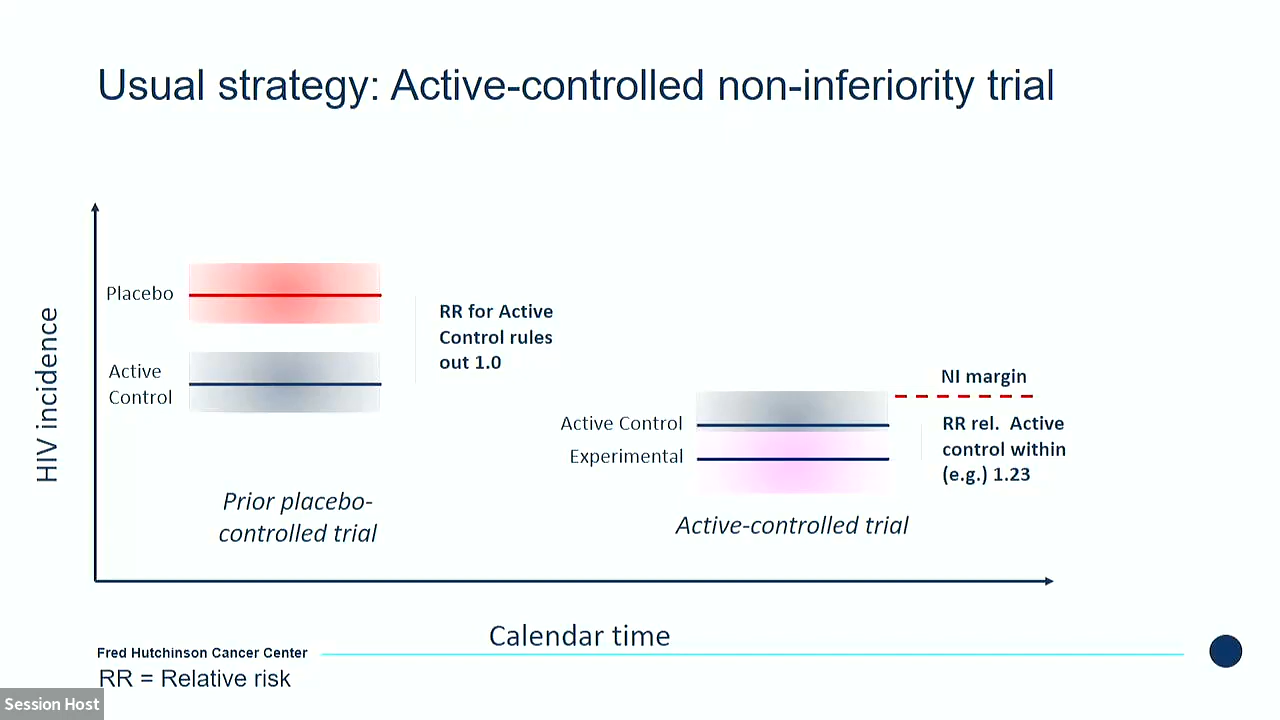 Usual strategy: Active-controlled non-inferiority trial
HIV incidence
Placebo
Active
Control
RR for Active
Control rules
out 1.0
Prior placebo-
controlled trial
Active Control
Experimental
Active-controlled trial
NI margin
RR rel.  Active
control within
(e.g.) 1.23
Calendar time
Fred Hutchinson Cancer Center
RR = Relative risk
Session Host